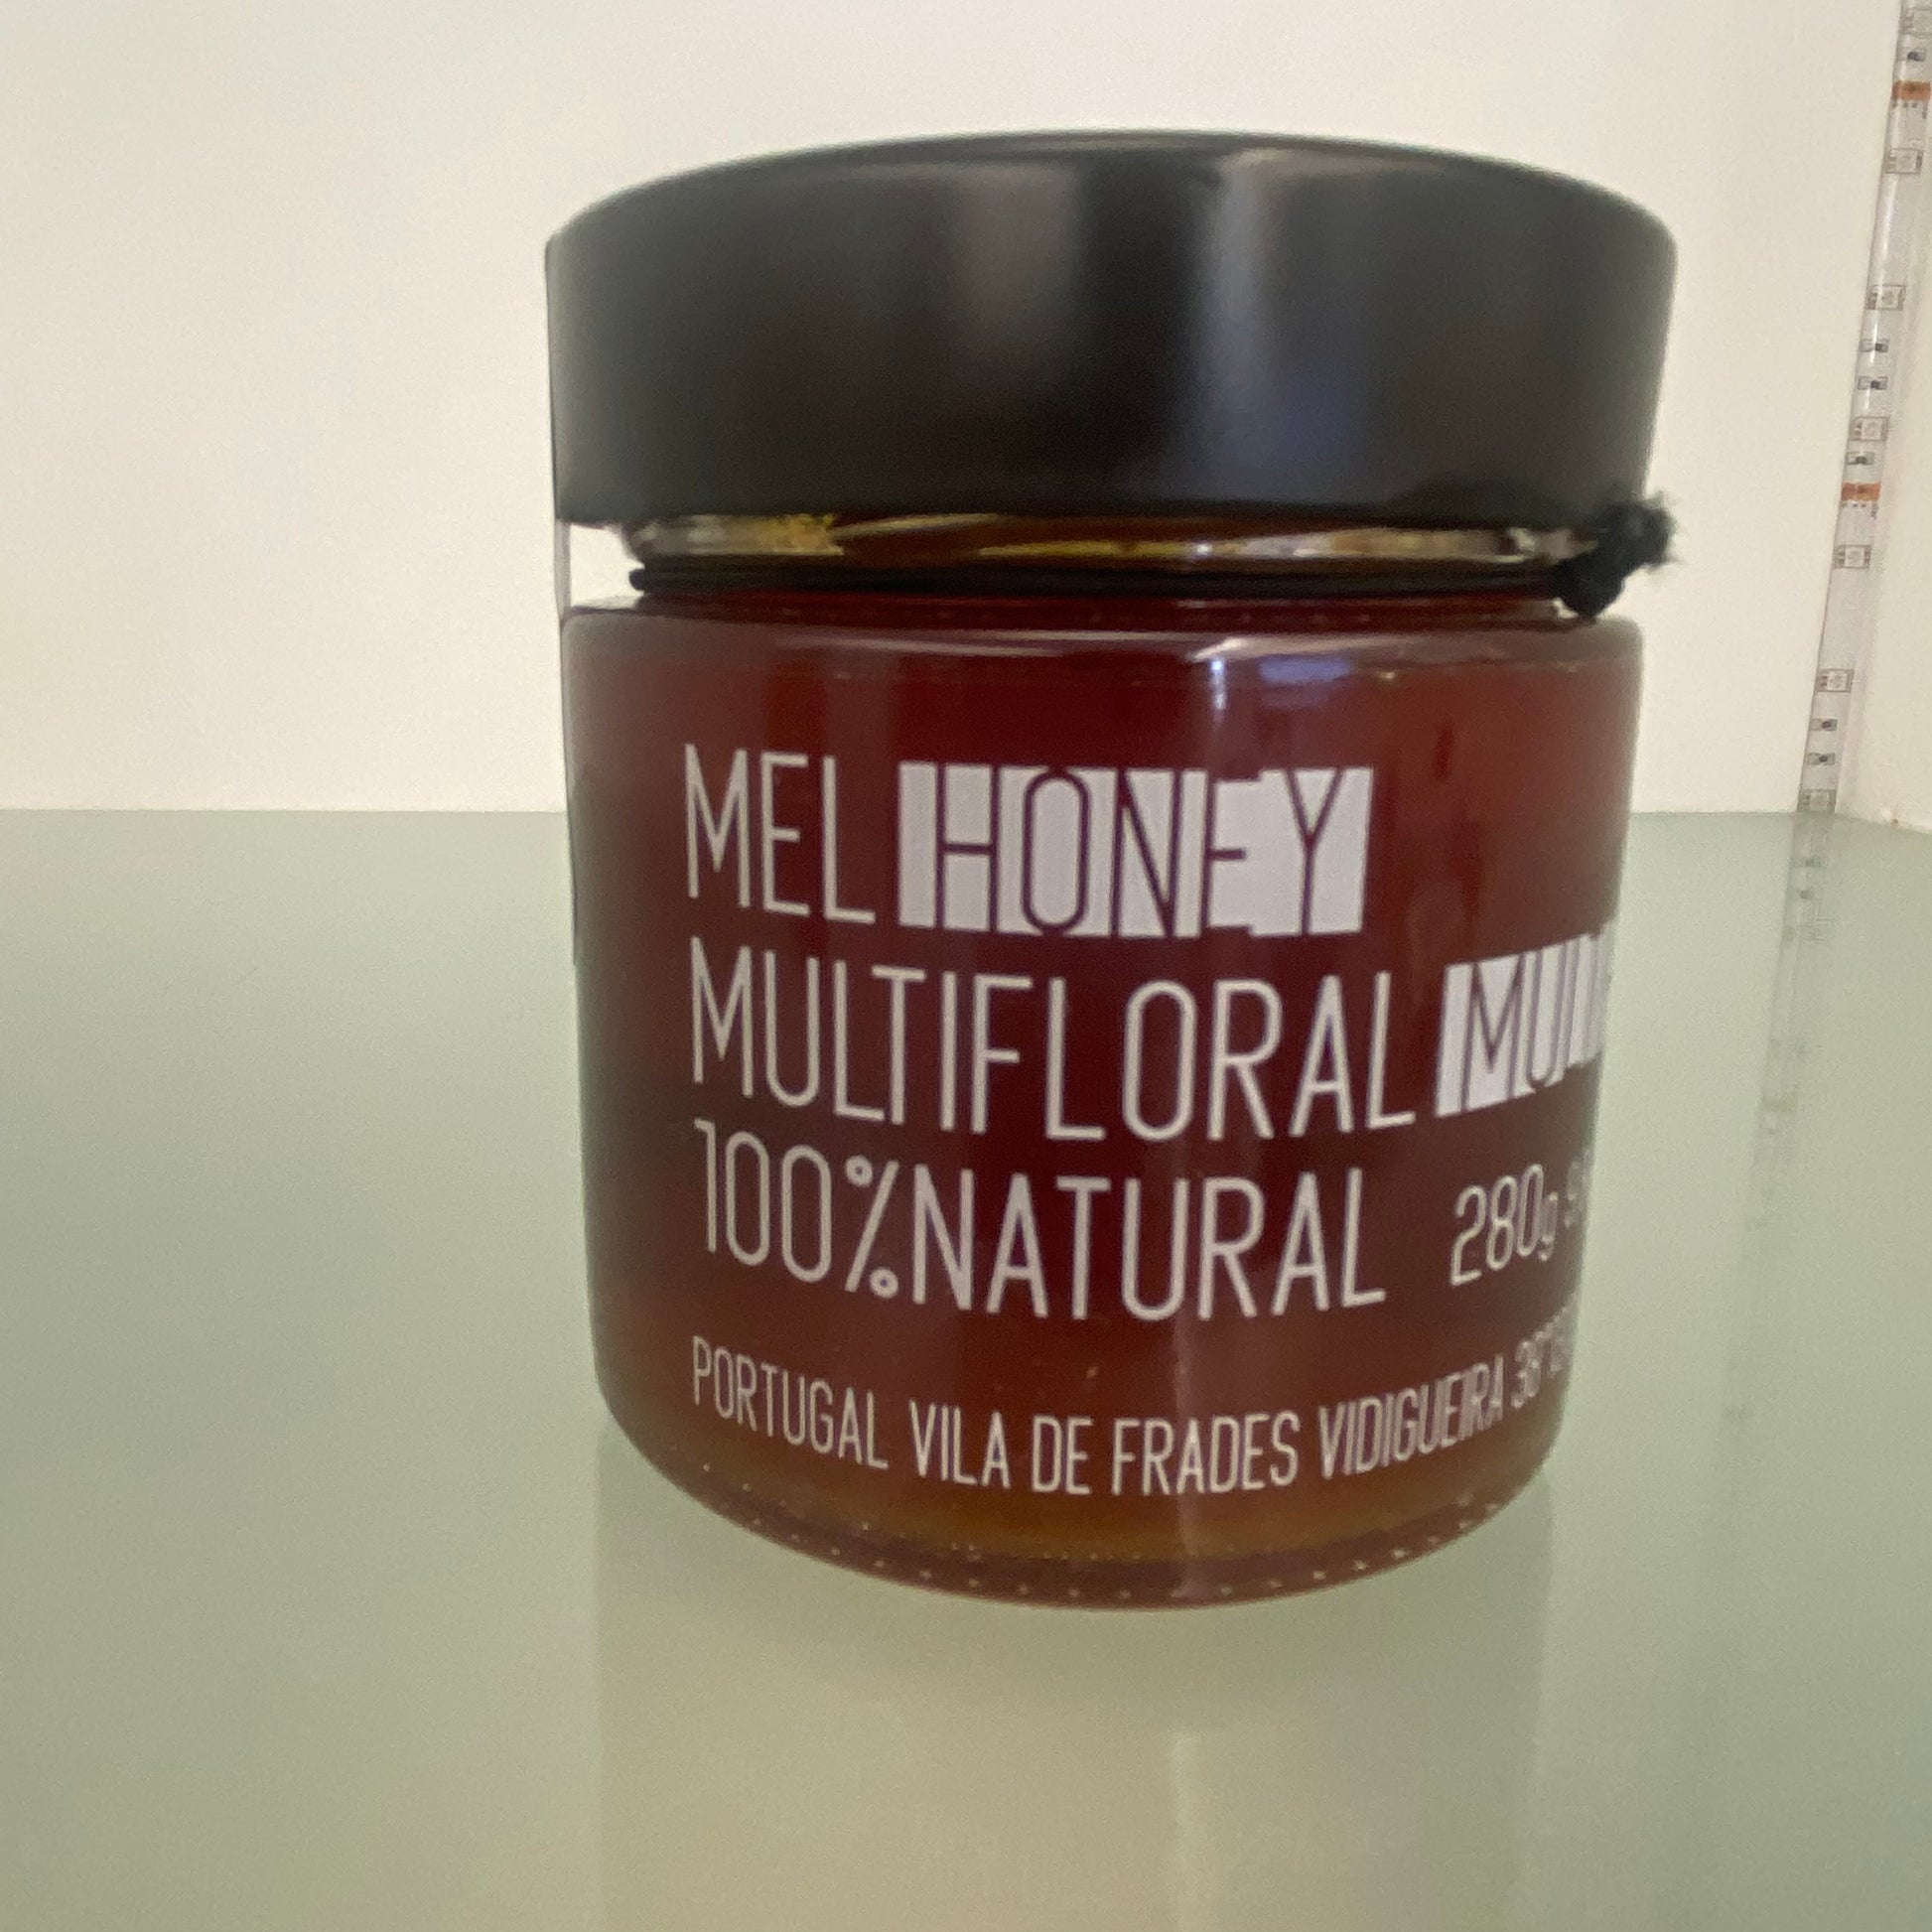 MEL HONEY
MULTIFLORAL
100%NATURAL 280g
PORTUGAL VILA DE FRADES VIDIGUEIRA